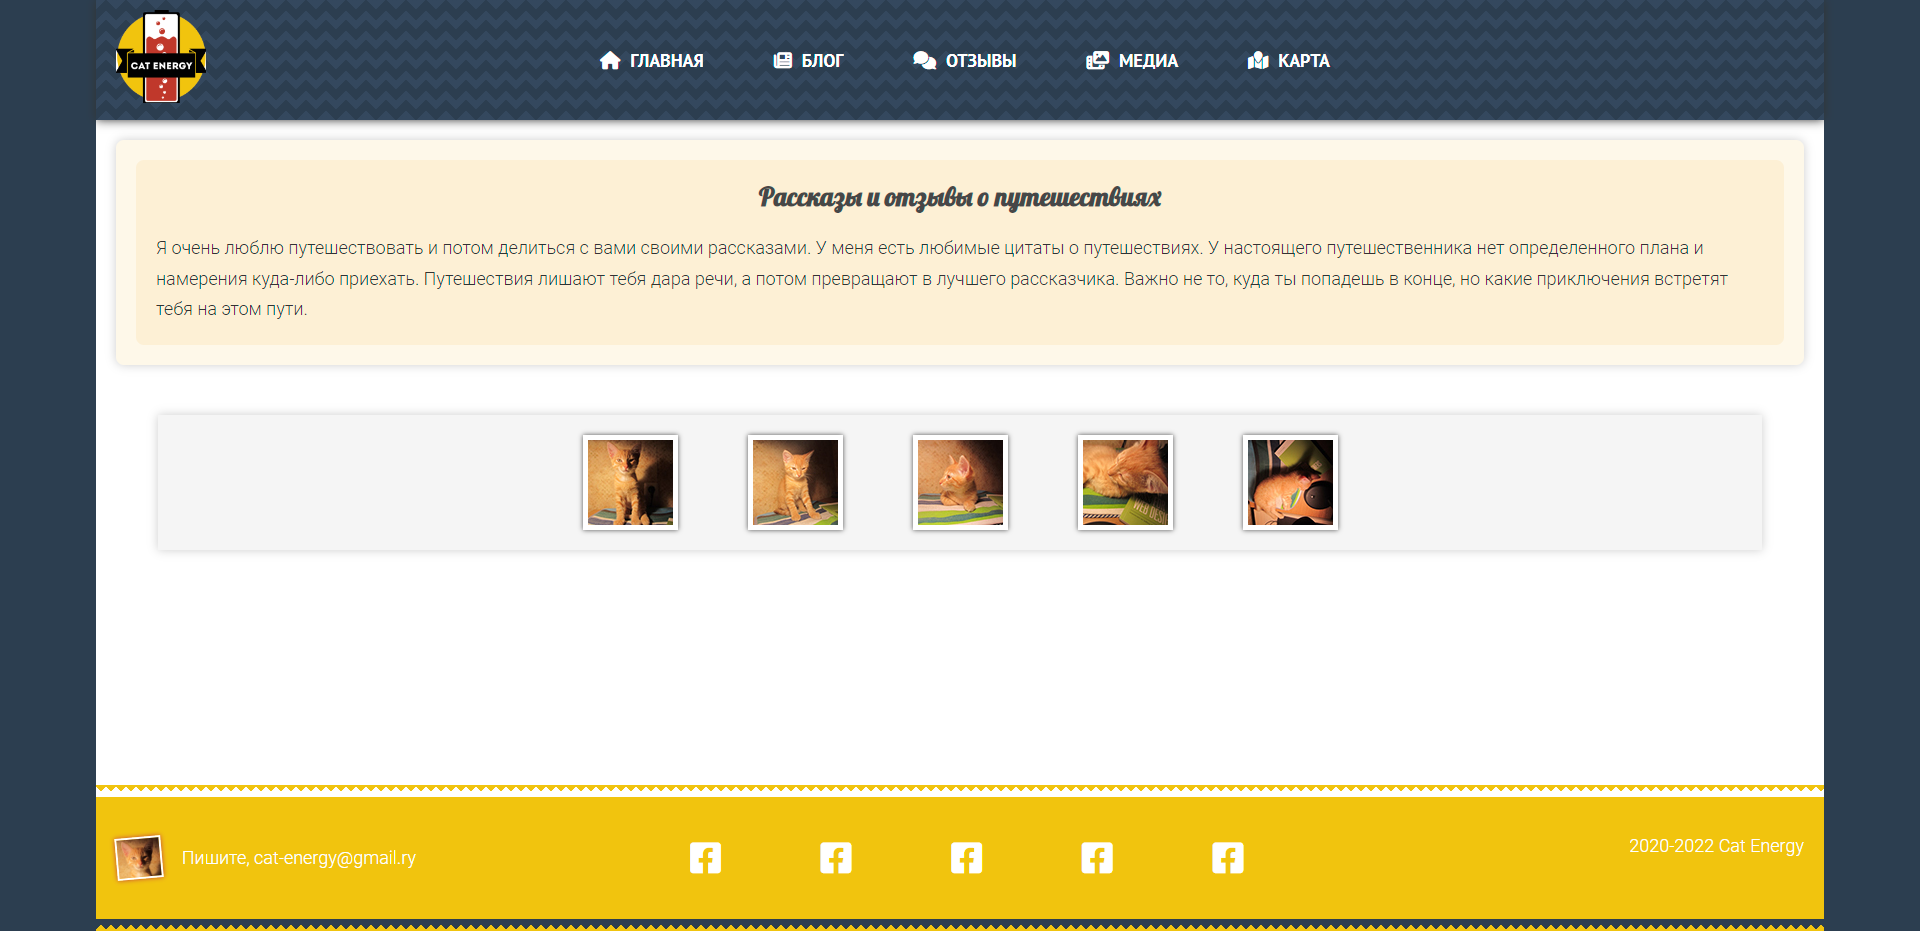 CAT ENERGY
ГЛАВНАЯ
БЛОГ
ОТЗЫВЫ
МЕДИА
КАРТА
Рассказы и отзывы о путешествиях
Я очень люблю путешествовать и потом делиться с вами своими рассказами. У меня есть любимые цитаты о путешествиях. У настоящего путешественника нет определенного плана и
намерения куда-либо приехать. Путешествия лишают тебя дара речи, а потом превращают в лучшего рассказчика. Важно не то, куда ты попадешь в конце, но какие приключения встретят
тебя на этом пути.
WEB DESI
Пишите, cat-energy@gmail.ry
2020-2022 Cat Energy